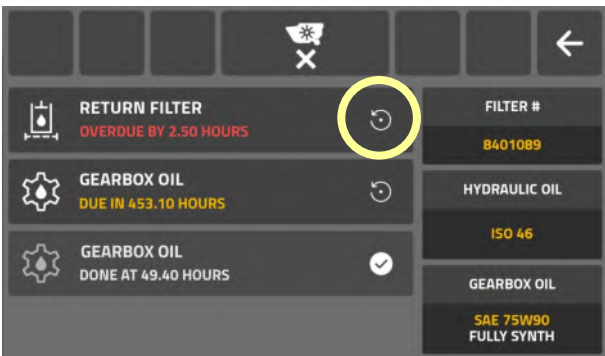 RETURN FILTER
OVERDUE BY 2.50 HOURS
GEARBOX OIL
DUE IN 453.10 HOURS
GEARBOX OIL
DONE AT 49.40 HOURS
FILTER #
8401089
HYDRAULIC OIL
ISO 46
GEARBOX OIL
SAE 75W90
FULLY SYNTH